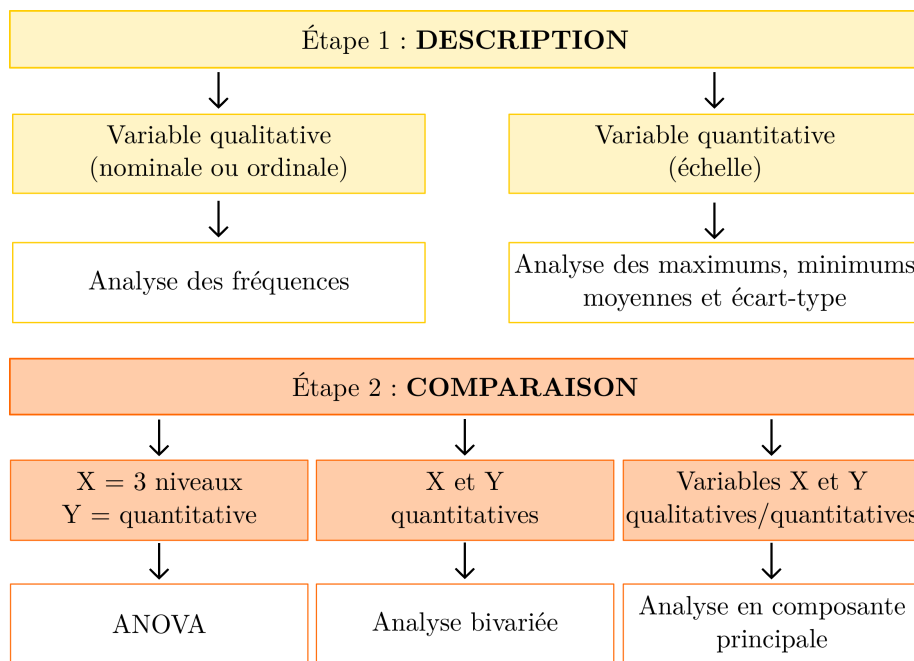 Étape 1 : DESCRIPTION
Variable qualitative
(nominale ou ordinale)
Variable quantitative
(échelle)
Analyse des fréquences
Analyse des maximums, minimums
moyennes et écart-type
Étape 2 : COMPARAISON
X = 3 niveaux
Y = quantitative
X et Y
quantitatives
Variables X et Y
qualitatives/quantitatives
ANOVA
Analyse bivariée
Analyse en composante
principale